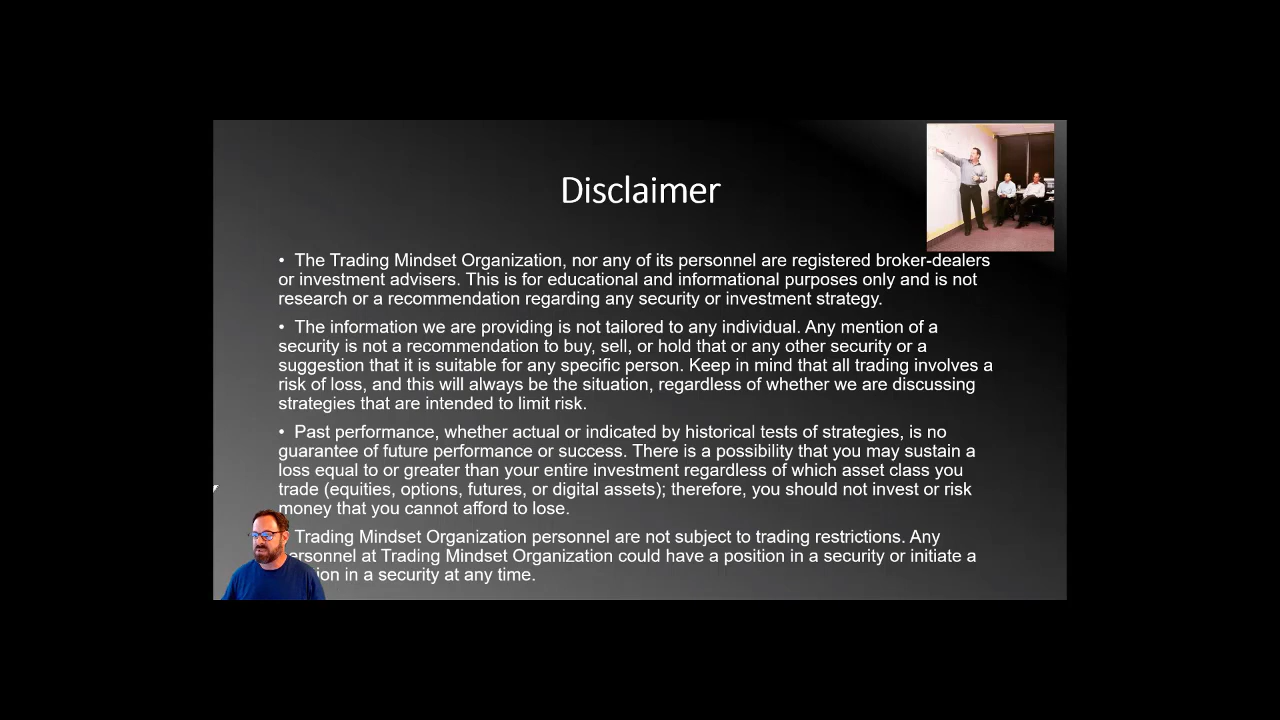 Disclaimer
• The Trading Mindset Organization, nor any of its personnel are registered broker-dealers
or investment advisers. This is for educational and informational purposes only and is not
research or a recommendation regarding any security or investment strategy.
• The information we are providing is not tailored to any individual. Any mention of a
security is not a recommendation to buy, sell, or hold that or any other security or a
suggestion that it is suitable for any specific person. Keep in mind that all trading involves a
risk of loss, and this will always be the situation, regardless of whether we are discussing
strategies that are intended to limit risk.
• Past performance, whether actual or indicated by historical tests of strategies, is no
guarantee of future performance or success. There is a possibility that you may sustain a
loss equal to or greater than your entire investment regardless of which asset class you
trade (equities, options, futures, or digital assets); therefore, you should not invest or risk
money that you cannot afford to lose.
Trading Mindset Organization personnel are not subject to trading restrictions. Any
personnel at Trading Mindset Organization could have a position in a security or initiate a
in a security at any time.